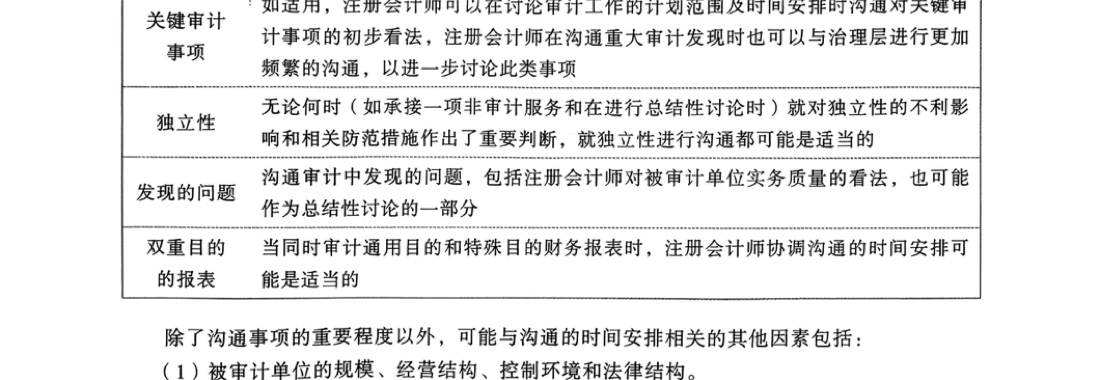 如适用，注册会计师可以在讨论审计工作的计划范围及时间安排时沟通对关键审
关键审计
事项
计事项的初步看法，注册会计师在沟通重大审计发现时也可以与治理层进行更加
频繁的沟通，以进一步讨论此类事项
独立性
无论何时（如承接一项非审计服务和在进行总结性讨论时）就对独立性的不利影
响和相关防范措施作出了重要判断，就独立性进行沟通都可能是适当的
发现的问题
沟通审计中发现的问题，包括注册会计师对被审计单位实务质量的看法，也可能
作为总结性讨论的一部分
双重目的
的报表
当同时审计通用目的和特殊目的财务报表时，注册会计师协调沟通的时间安排可
能是适当的
除了沟通事项的重要程度以外，可能与沟通的时间安排相关的其他因素包括：
（1）被审计单位的规模、经营结构、控制环境和法律结构。